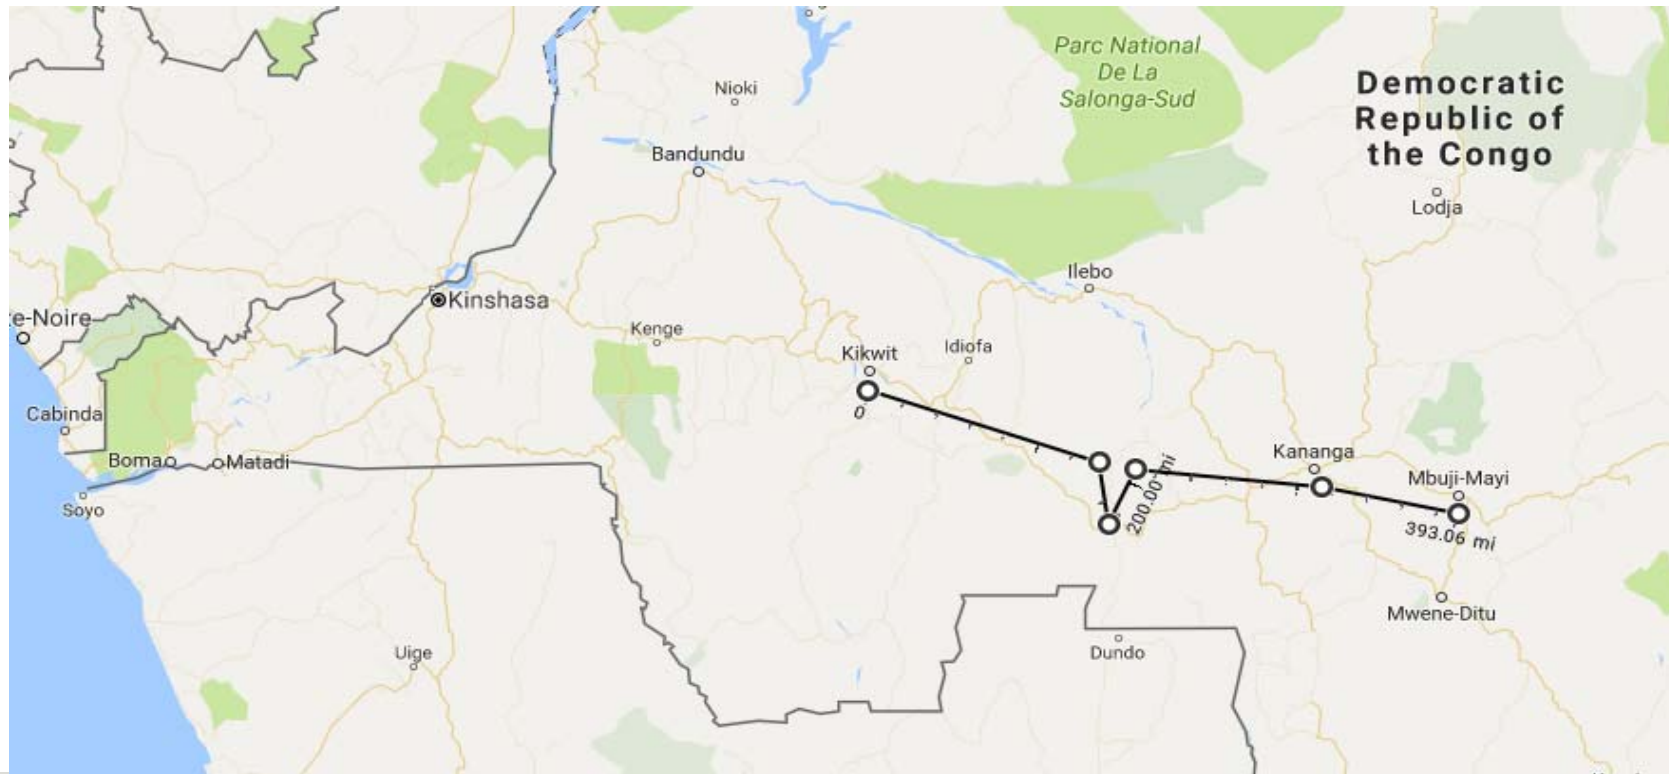 Parc National
De La
Salonga-Sud
Democratic
Republic of
the Congo
Nioki
Bandundu
Lodja
Ilebo
Kinshasa
e-Noire
Kenge
Kikwit
Idiofa
0
Cabinda
Boma
Matadi
Kananga
Mbuji-Mayi
200.00 mi
Soyo
393.06 mi
Mwene-Ditu
Uige
Dundo